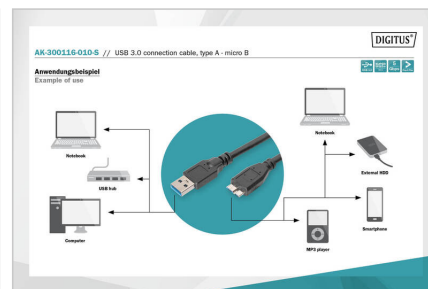 DIGITUS®
AK-300116-010-S // USB 3.0 connection cable, type A - micro B
Anwendungsbeispiel
Example of use
Notebook
USB hub
Computer
Notebook
External HDD
Smartphone
MP3 player